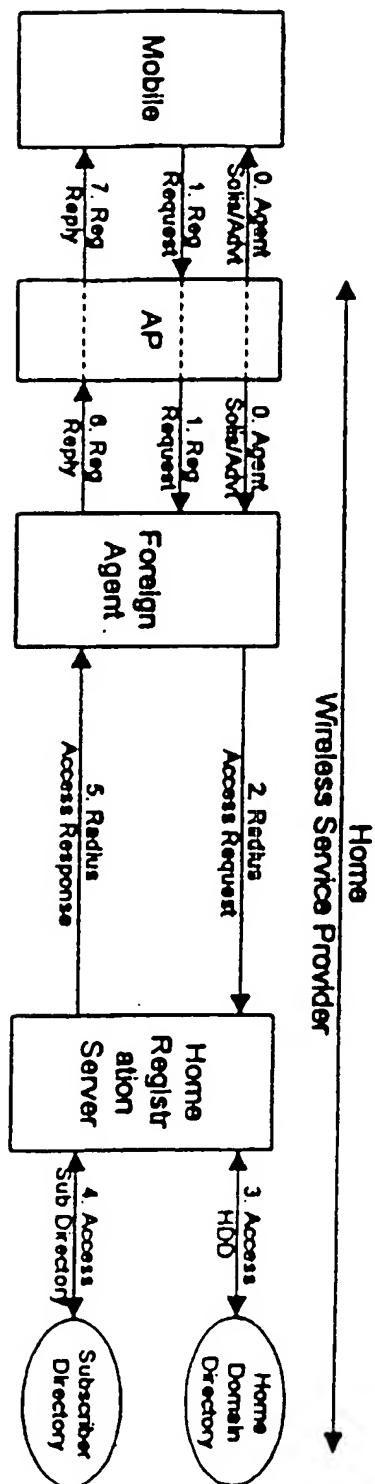 Home
Wireless Service Provider
Mobile
0. Agent
Solis/Advt
1. Reg
Request
7. Reg
Reply
AP
0. Agent
Solis/Advt
1. Reg
Request
6. Reg
Reply
Foreign
Agent.
2. Radius
Access Request
5. Radius
Access Response
Home
Registr
ation
Server
3. Access
HDD
4. Access
Sub Directory
Home
Domain
Directory
Subscriber
Directory